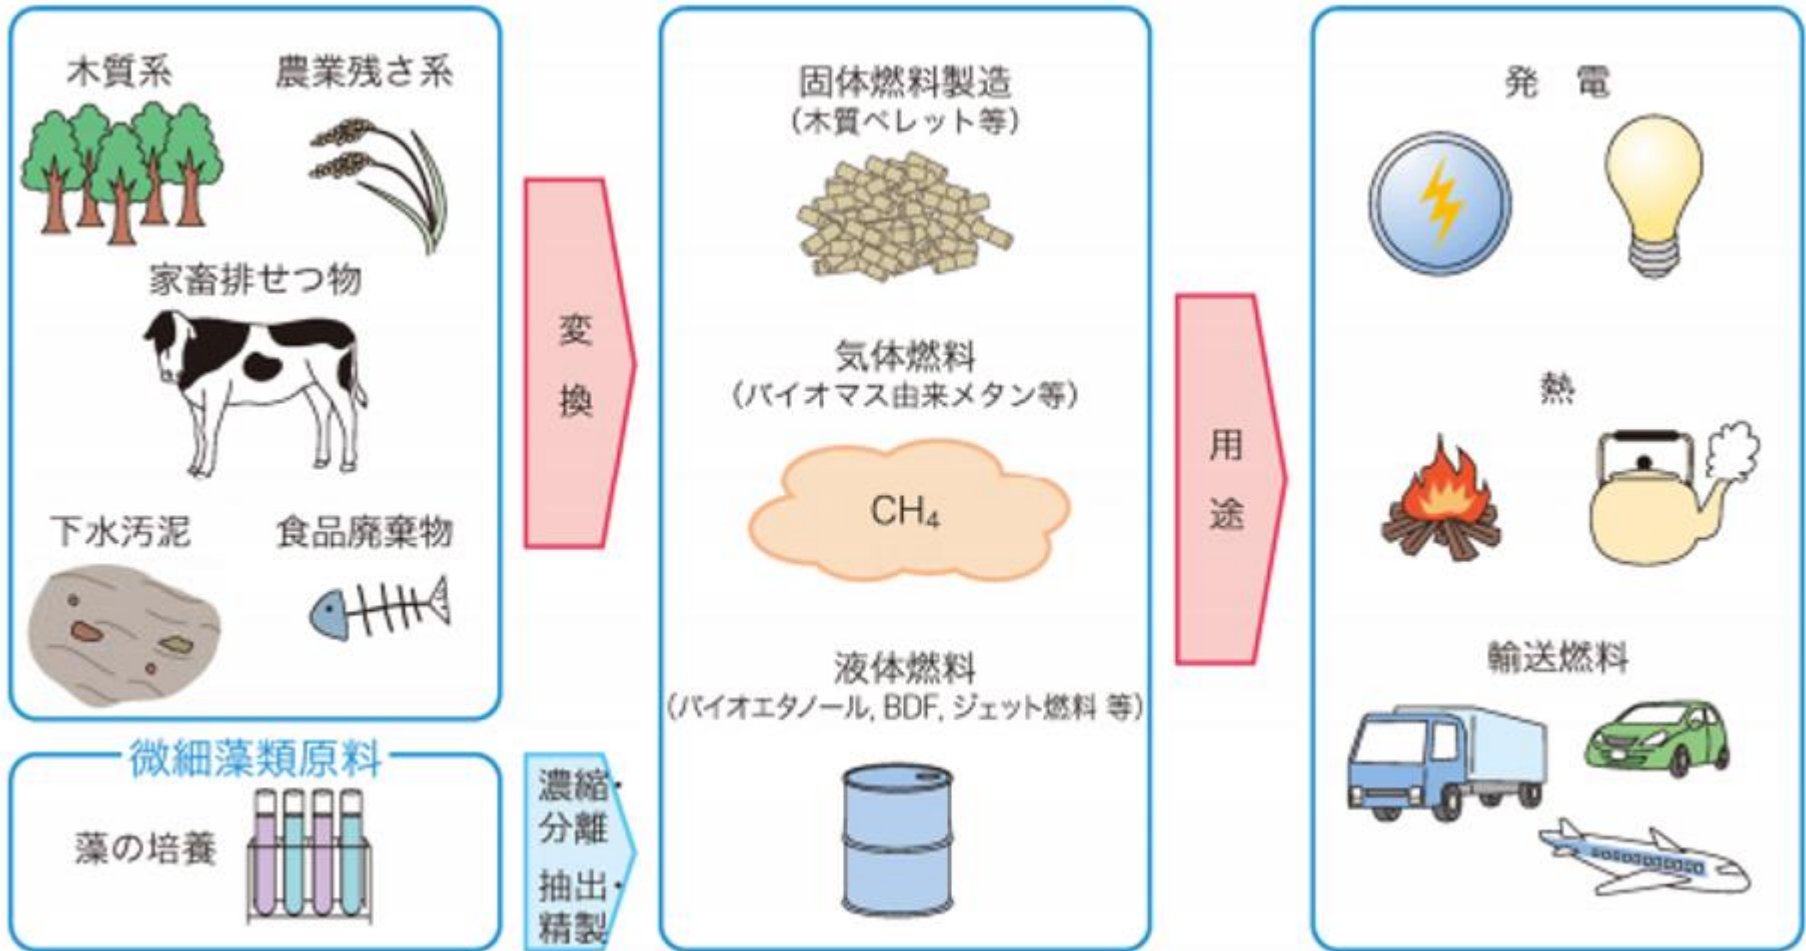 木質系
農業残さ系
家畜排せつ物
下水汚泥
食品廃棄物
微細藻類原料
藻の培養
変
換
濃縮・
分離
抽出・
精製
固体燃料製造
(木質ペレット等)
気体燃料
(バイオマス由来メタン等)
CH₄
液体燃料
(バイオエタノール, BDF, ジェット燃料 等)
用
途
発 電
熱
輸送燃料